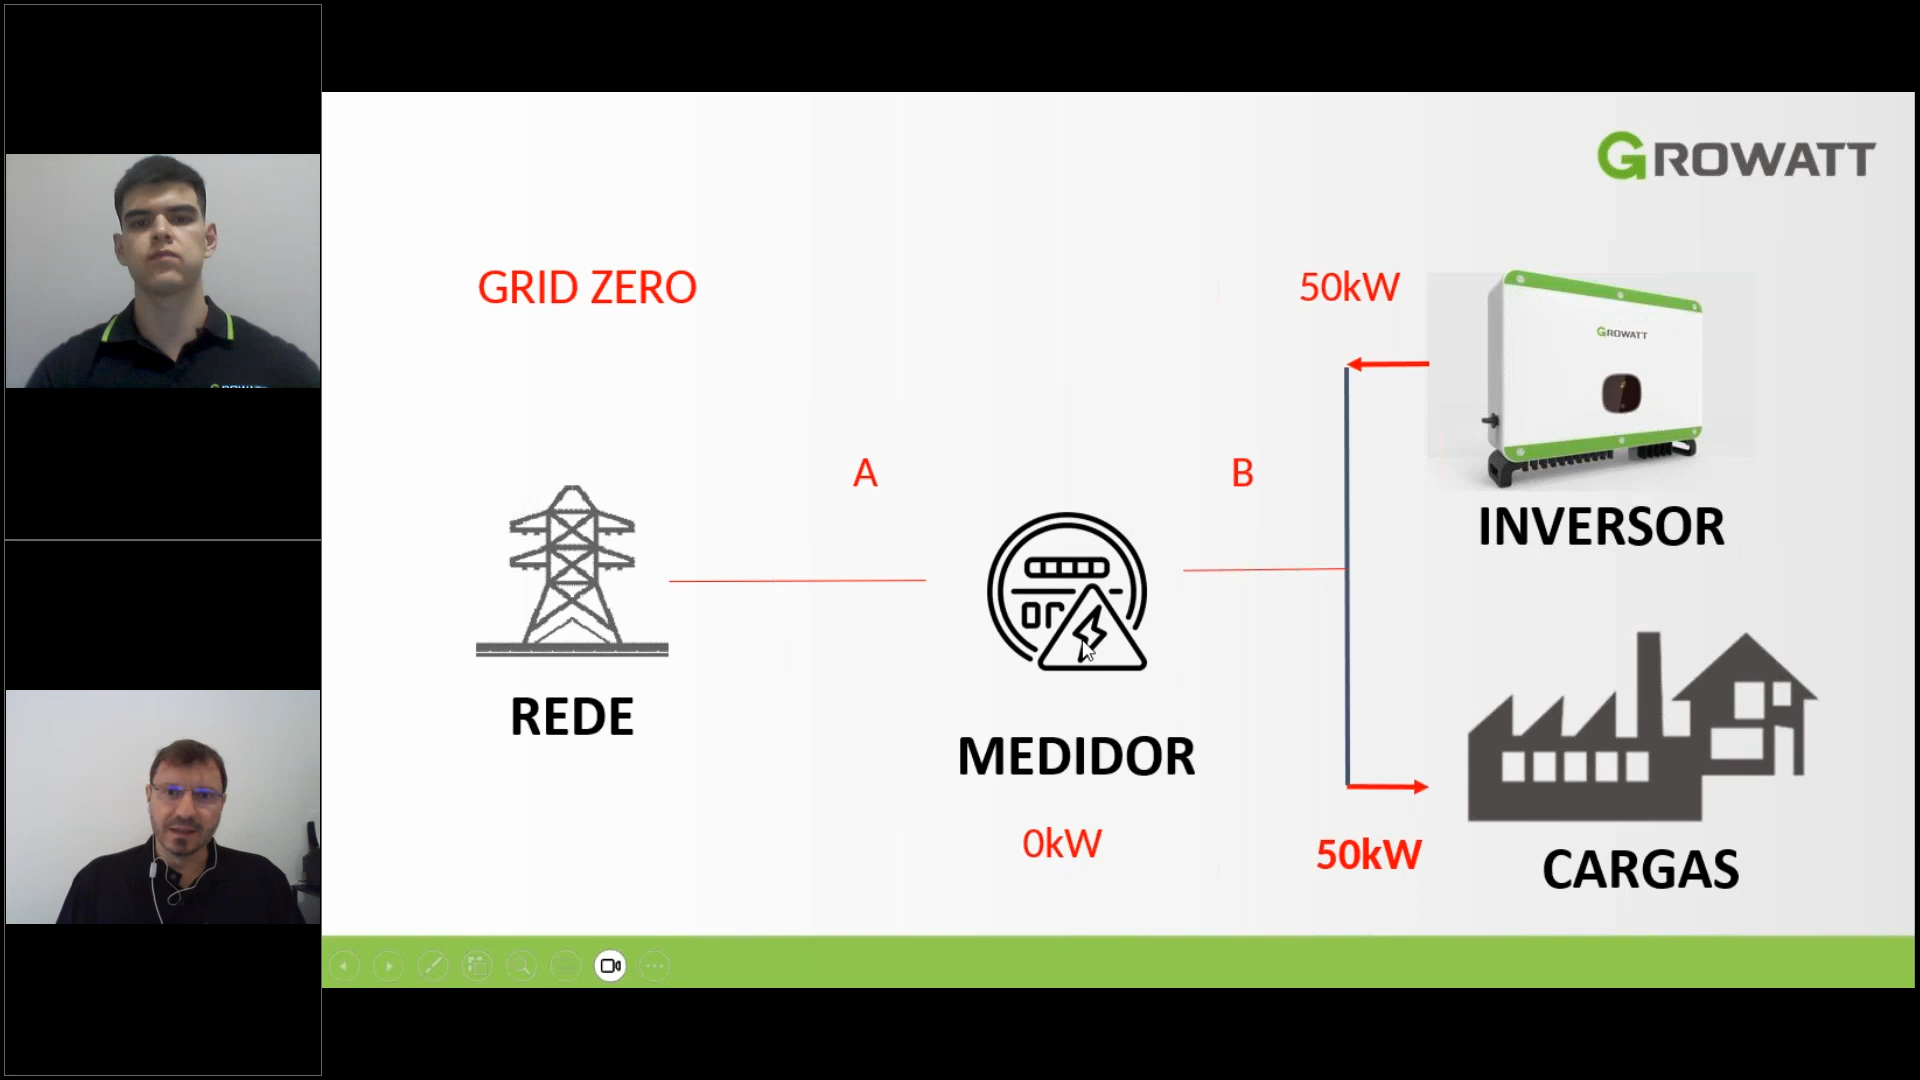 GROWATT
GRID ZERO
50kW
GROWATT
A
B
INVERSOR
REDE
MEDIDOR
0kW
50kW
CARGAS